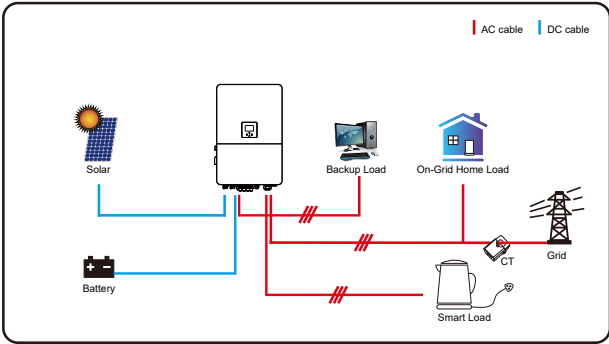 AC cable
DC cable
Solar
Backup Load
On-Grid Home Load
CT
Grid
Battery
Smart Load